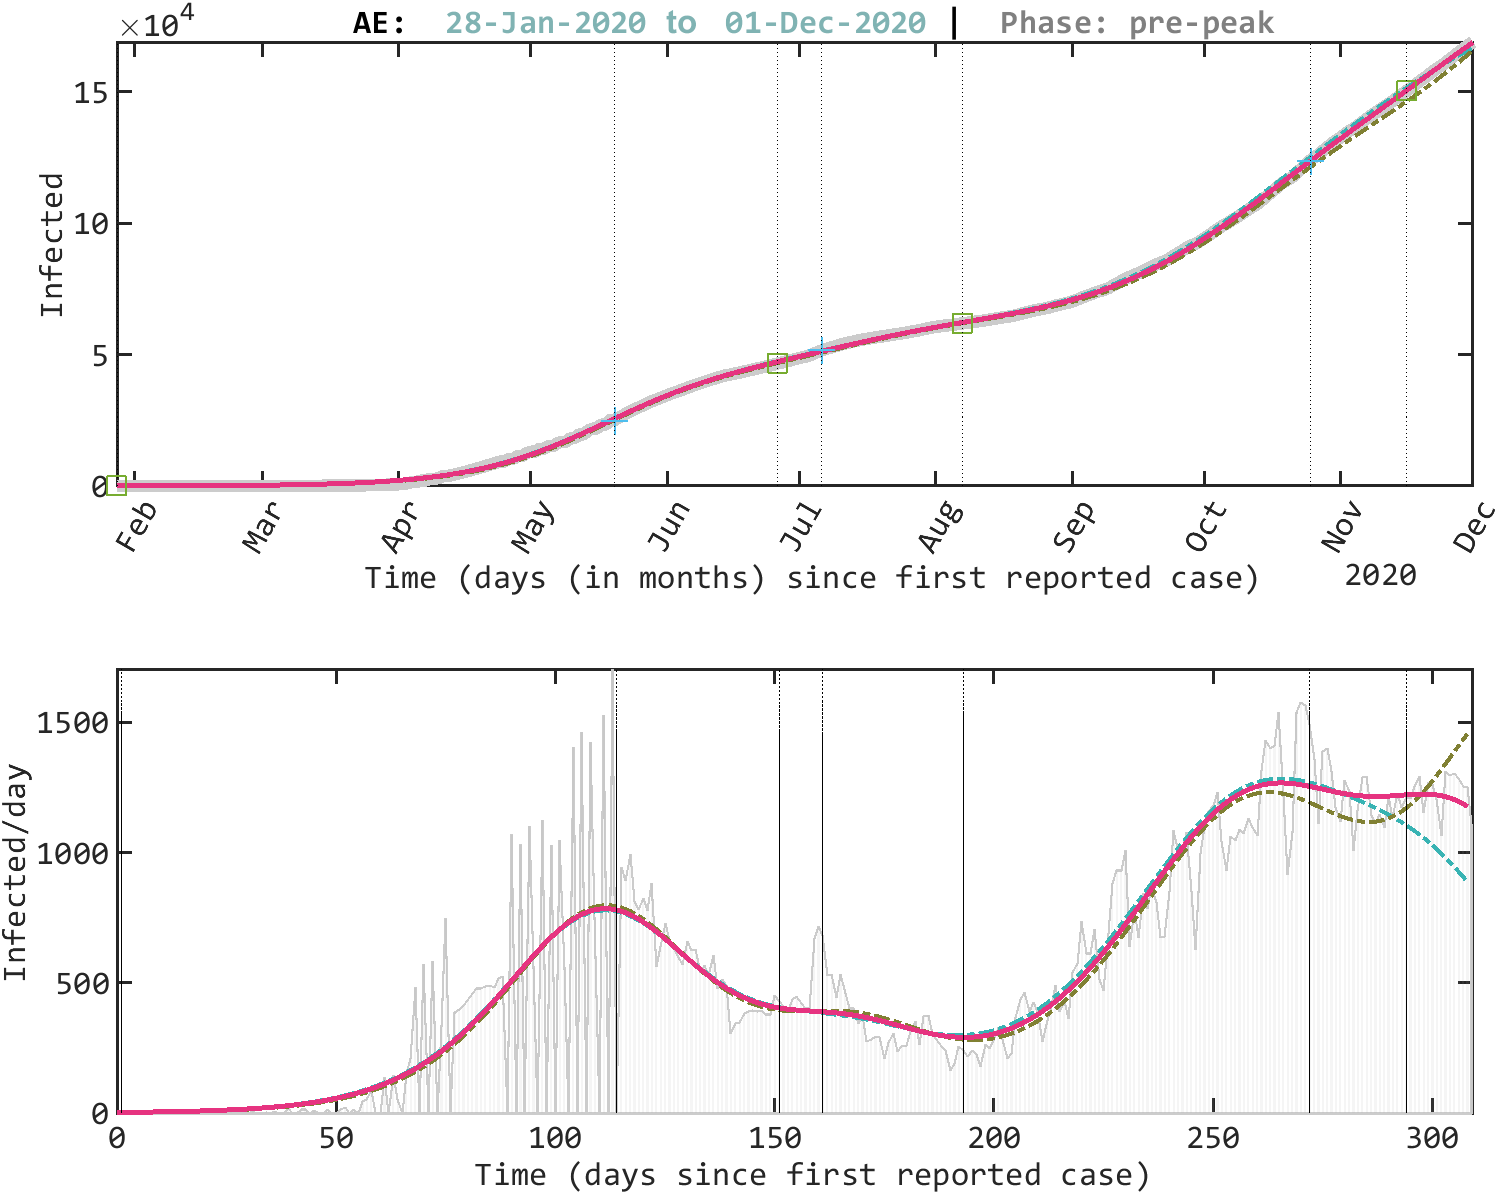 ×10⁴ AE: 28-Jan-2020 to 01-Dec-2020 | Phase: pre-peak
15
10
5
0
Infected
Feb Mar Apr May Jun Jul Aug Sep Oct Nov Dec
Time (days (in months) since first reported case) 2020
1500
1000
500
0
Infected/day
0 50 100 150 200 250 300
Time (days since first reported case)